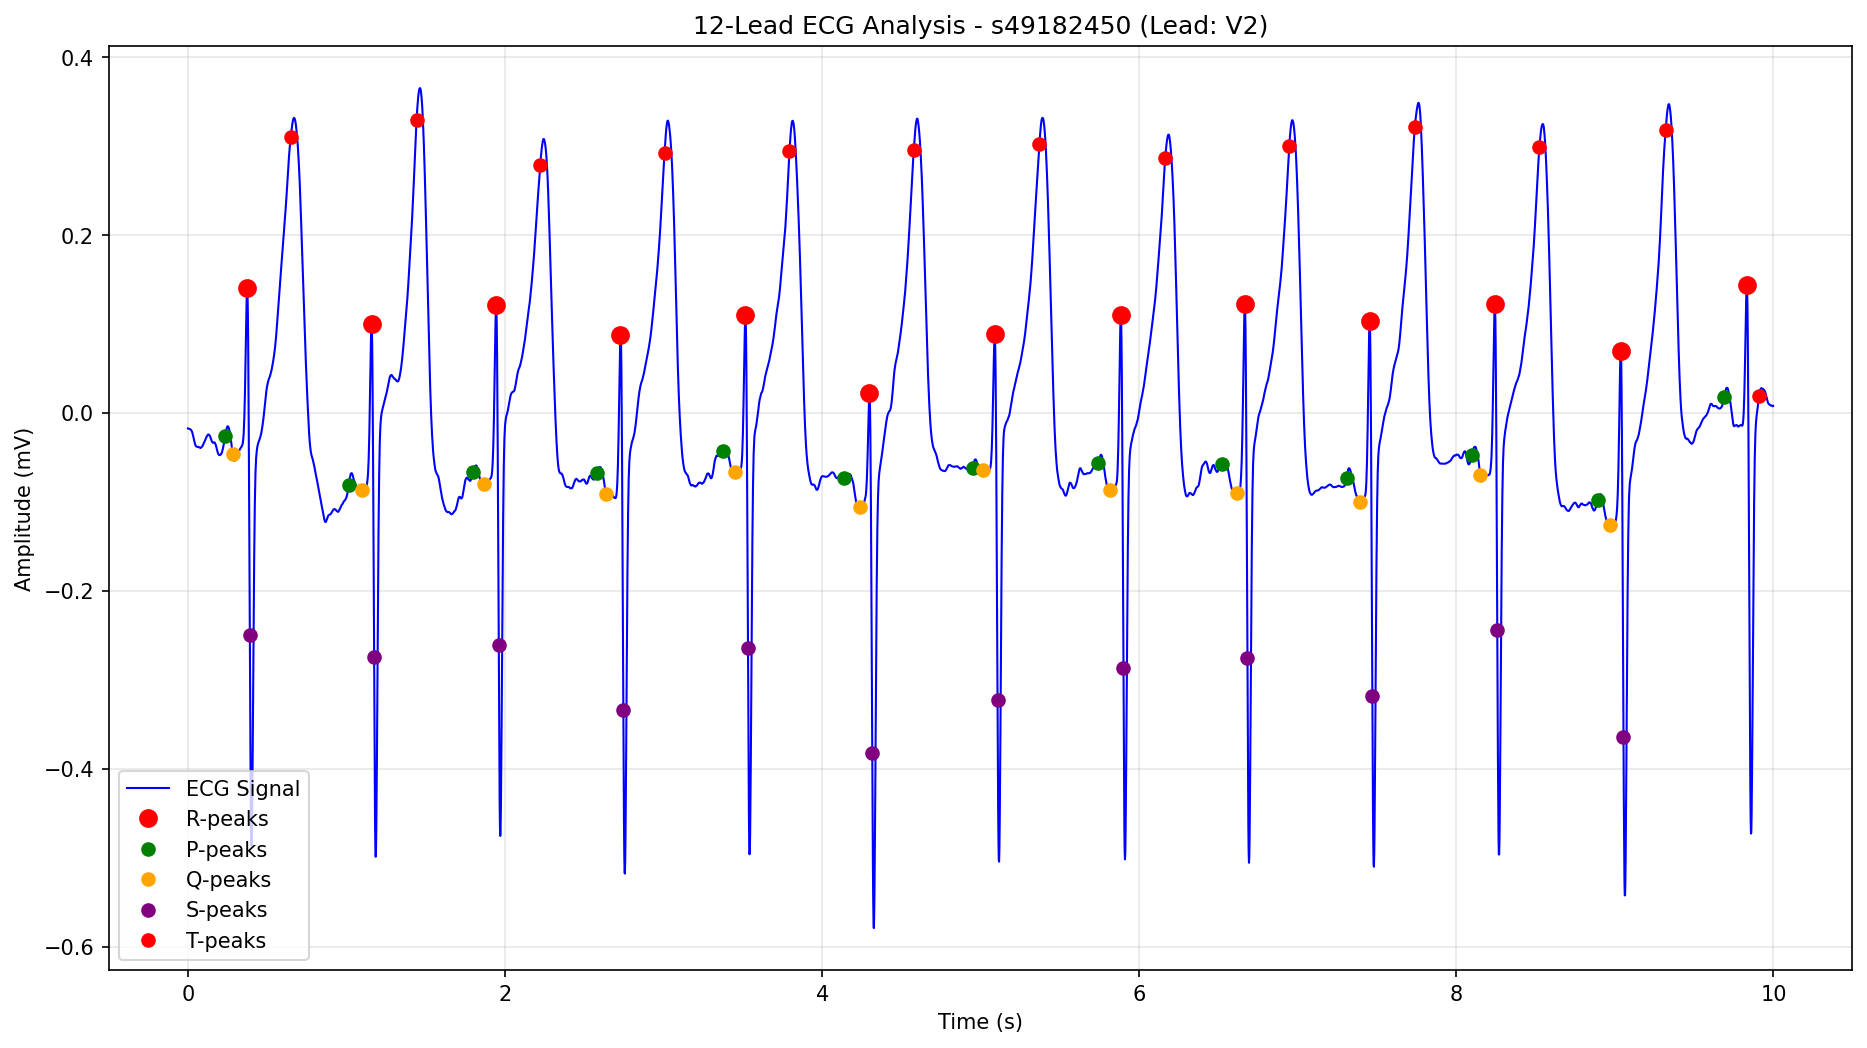 12-Lead ECG Analysis - s49182450 (Lead: V2)
0.4
0.2
0.0
−0.2
−0.4
−0.6
Amplitude (mV)
ECG Signal
R-peaks
P-peaks
Q-peaks
S-peaks
T-peaks
0 2 4 6 8 10
Time (s)